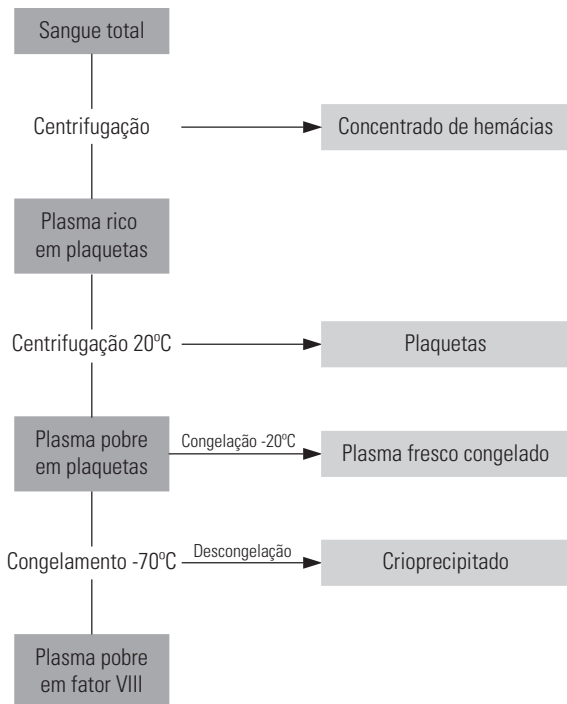 Sangue total
Centrifugação
Concentrado de hemácias
Plasma rico
em plaquetas
Centrifugação 20ºC
Plaquetas
Plasma pobre
em plaquetas
Congelação -20ºC
Plasma fresco congelado
Congelamento -70ºC
Descongelação
Crioprecipitado
Plasma pobre
em fator VIII